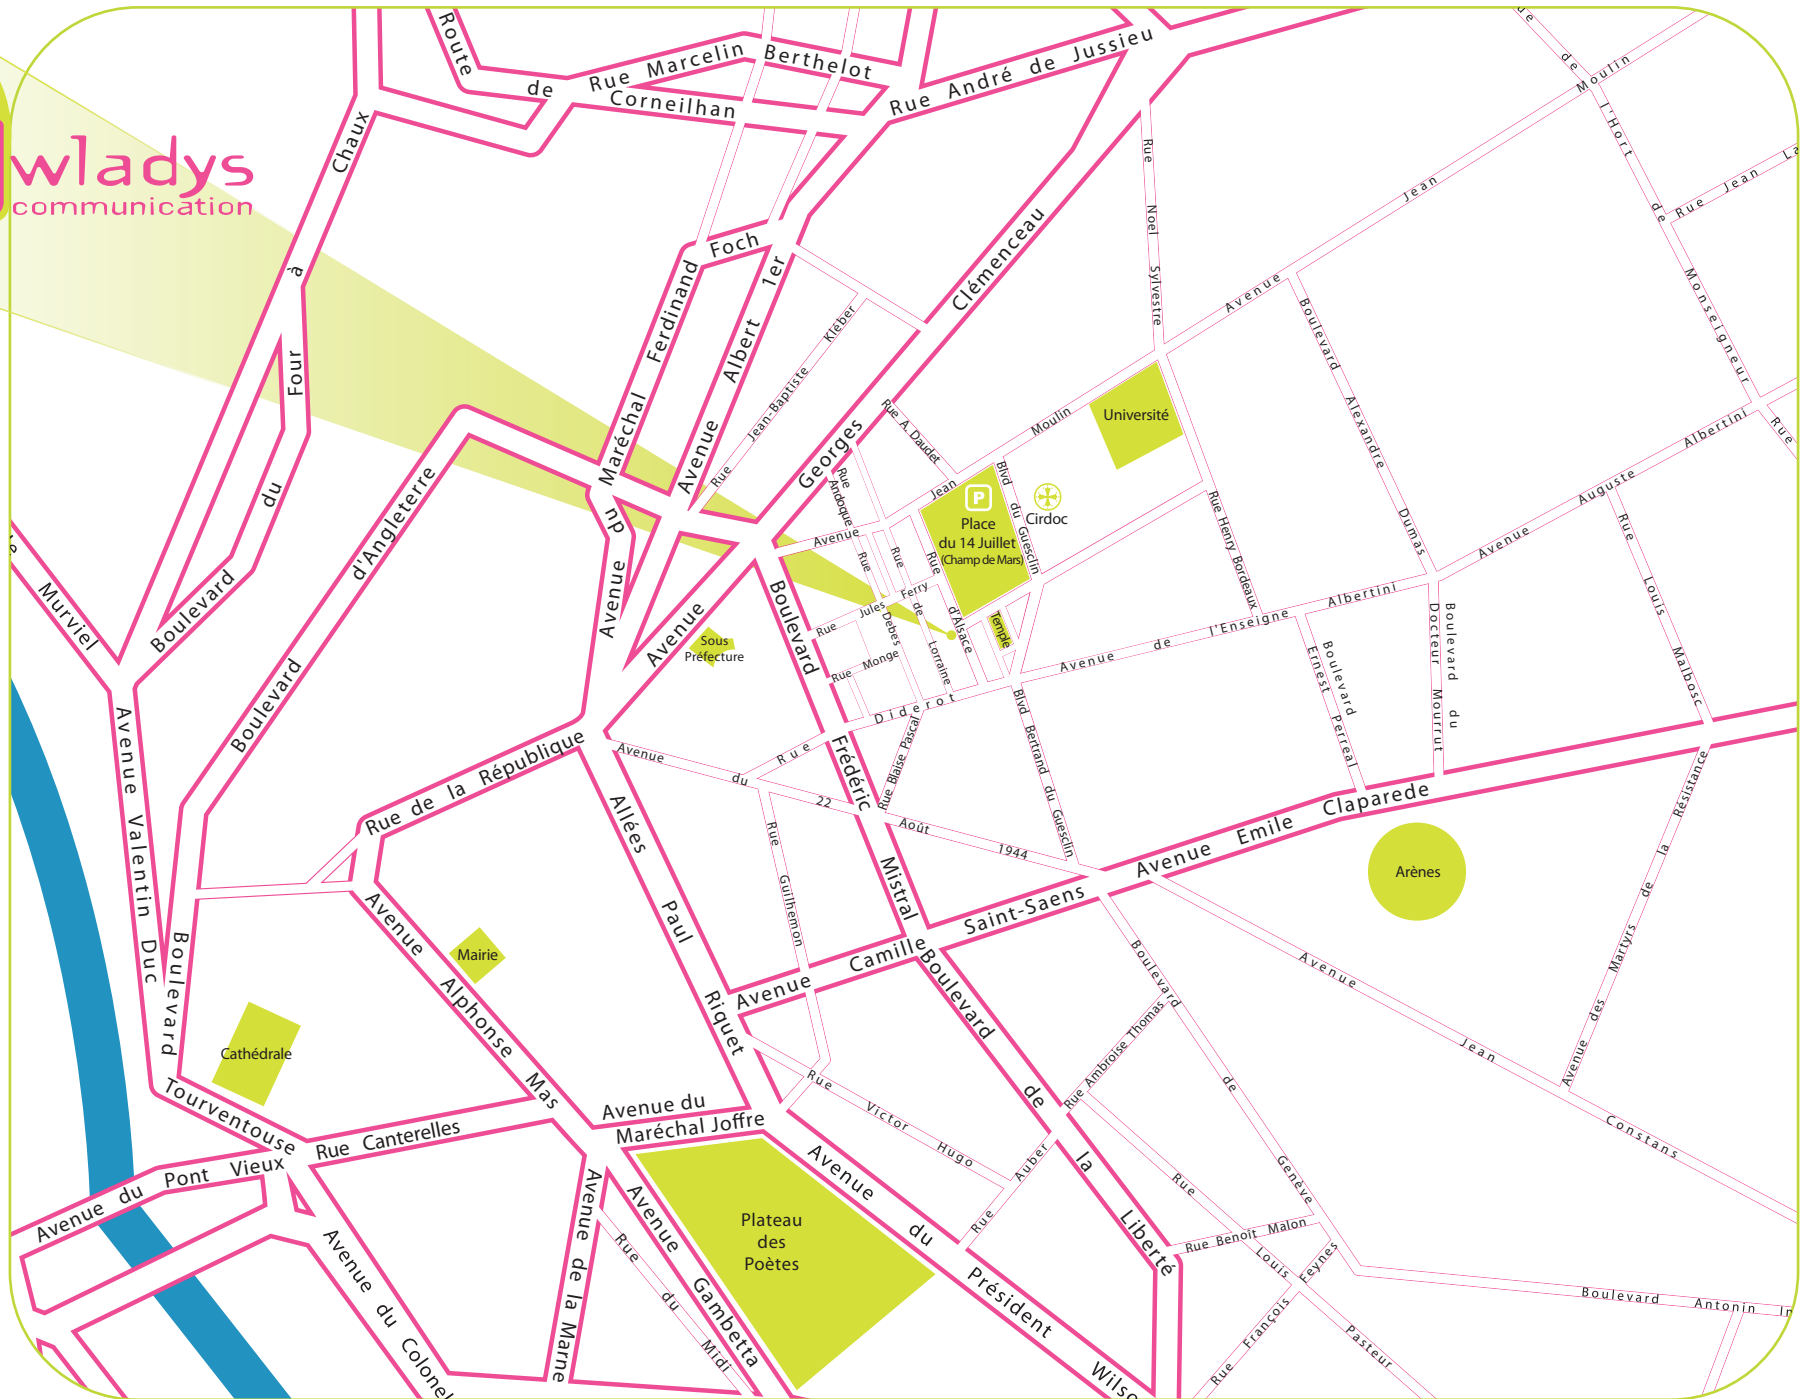 wladys
communication
Route de Corneilhan
Rue Marcelin Berthelot
Rue André de Jussieu
Boulevard du Four à Chaux
Murviel
Boulevard d'Angleterre
Maréchal Ferdinand Foch
Avenue du
Avenue Albert 1er
Rue Jean-Baptiste Kléber
Avenue Georges Clémenceau
Rue Noel Sylvestre
Avenue Jean Moulin
Avenue Jean Moulin
de l'Hort de Monseigneur
Rue Jean
Rue
Rue A. Daudet
Rue Andoque
Université
P
Place
du 14 Juillet
(Champ de Mars)
Blvd du Guesclin
Cirdoc
Rue Henry Bordeaux
Boulevard Alexandre Dumas
Avenue Auguste Albertini
Rue Louis Malbosc
Rue Debes
Rue de Lorraine
Rue d'Alsace
Rue Jules Ferry
Rue Monge
Temple
Sous
Préfecture
Rue Diderot
Avenue de l'Enseigne Albertini
Boulevard
Ernest Perreal
Boulevard du
Docteur Mourrut
Avenue Valentin Duc
Boulevard
Tourventouse
Rue de la République
Allées Paul Riquet
Avenue du 22 Août 1944
Rue Blaise Pascal
Rue Guilhemon
Boulevard Frédéric Mistral
Blvd Bertrand du Guesclin
Avenue Camille Saint-Saens
Avenue Emile Claparede
Arènes
Avenue des Martyrs de la Résistance
Avenue Jean Constans
Mairie
Cathédrale
Avenue Alphonse Mas
Rue Canterelles
Avenue du Pont Vieux
Avenue du
Maréchal Joffre
Rue Victor Hugo
Rue Auber
Rue Ambroise Thomas
Boulevard de la Liberté
Boulevard de Genève
Rue Louis Pasteur
Rue Benoit Malon
Rue François Feynes
Boulevard Antonin
Plateau
des
Poètes
Avenue du Président
Avenue Gambetta
Rue du Midi
Avenue de la Marne
Avenue du Colonel